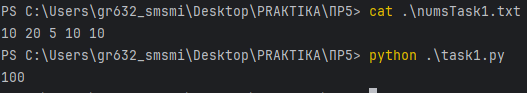 PS C:\Users\gr632_smsmi\Desktop\PRAKTIKA\ПР5> cat .\numsTask1.txt
10 20 5 10 10
PS C:\Users\gr632_smsmi\Desktop\PRAKTIKA\ПР5> python .\task1.py
100